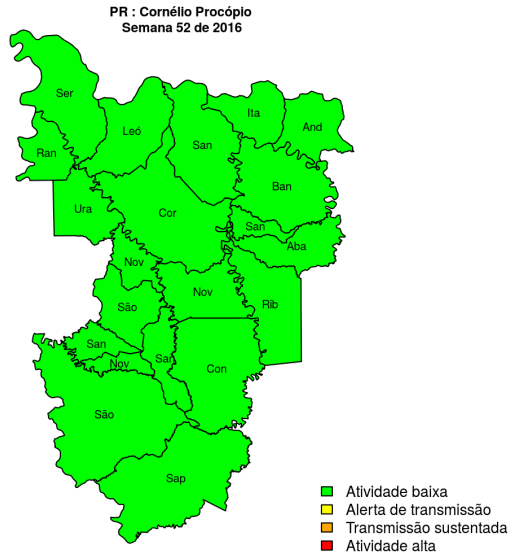 PR : Cornélio Procópio
Semana 52 de 2016
Ser
Ita
And
Leó
San
Ran
Ban
Ura
Cor
San
Aba
Nov
Nov
Rib
São
San
San
Nov
Con
São
Sap
Atividade baixa
Alerta de transmissão
Transmissão sustentada
Atividade alta